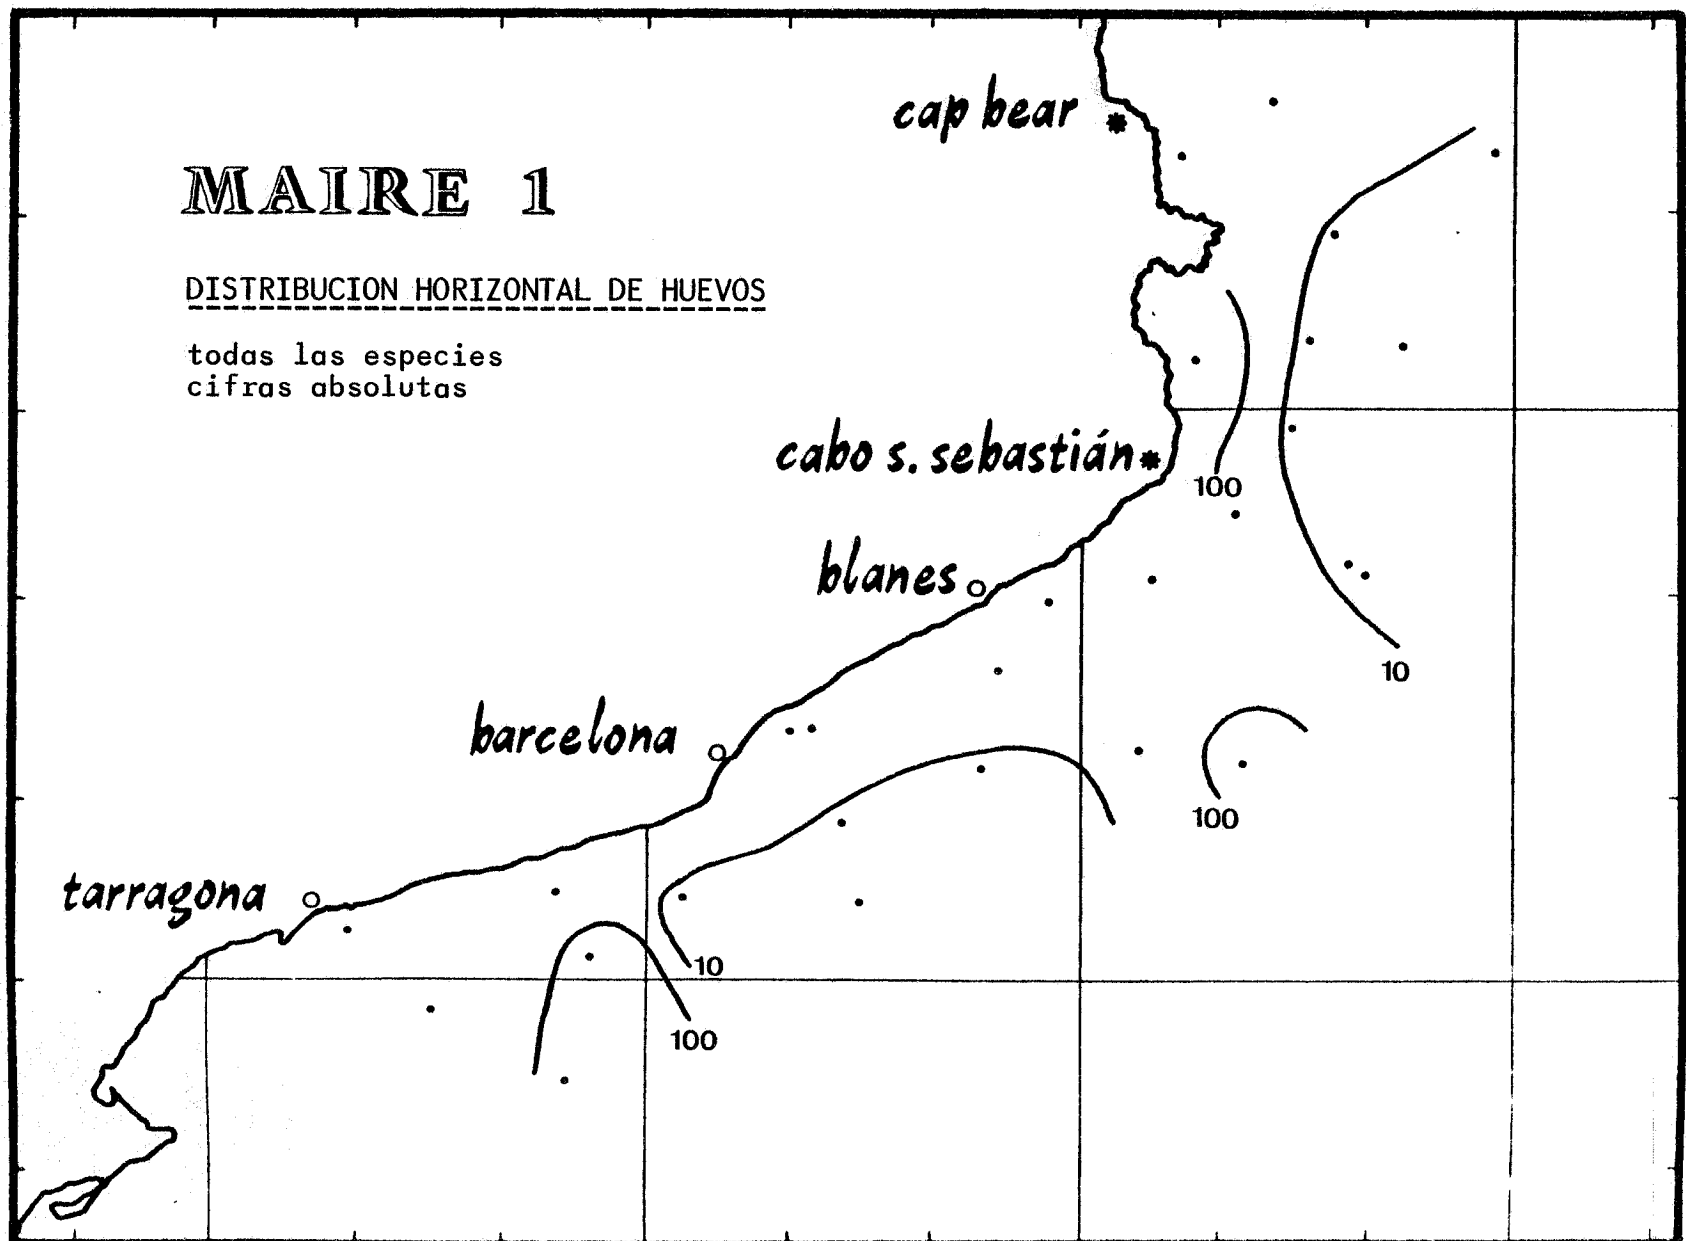 cap bear
MAIRE 1
DISTRIBUCION HORIZONTAL DE HUEVOS
todas las especies
cifras absolutas
cabo s. sebastián
100
blanes
10
barcelona
100
tarragona
10
100